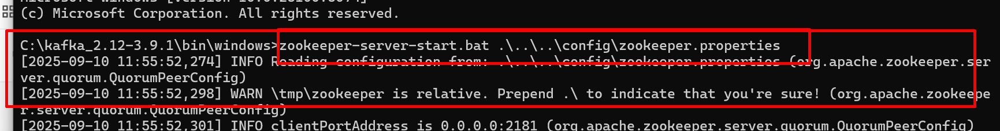 (c) Microsoft Corporation. All rights reserved.
C:\kafka_2.12-3.9.1\bin\windows>zookeeper-server-start.bat .\..\..\config\zookeeper.properties
[2025-09-10 11:55:52,274] INFO Reading configuration from: .\..\..\config\zookeeper.properties (org.apache.zookeeper.ser
ver.quorum.QuorumPeerConfig)
[2025-09-10 11:55:52,298] WARN \tmp\zookeeper is relative. Prepend .\ to indicate that you're sure! (org.apache.zookeepe
r.server.quorum.QuorumPeerConfig)
[2025-09-10 11:55:52,301] INFO clientPortAddress is 0.0.0.0:2181 (org.apache.zookeeper.server.quorum.QuorumPeerConfig)